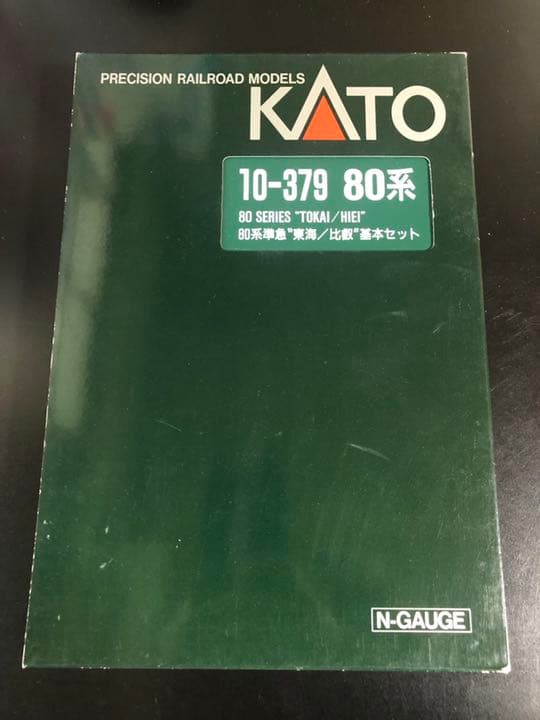 PRECISION RAILROAD MODELS
KATO
10-379 80系
80 SERIES "TOKAI/HIEI"
80系準急"東海/比叡"基本セット
N-GAUGE